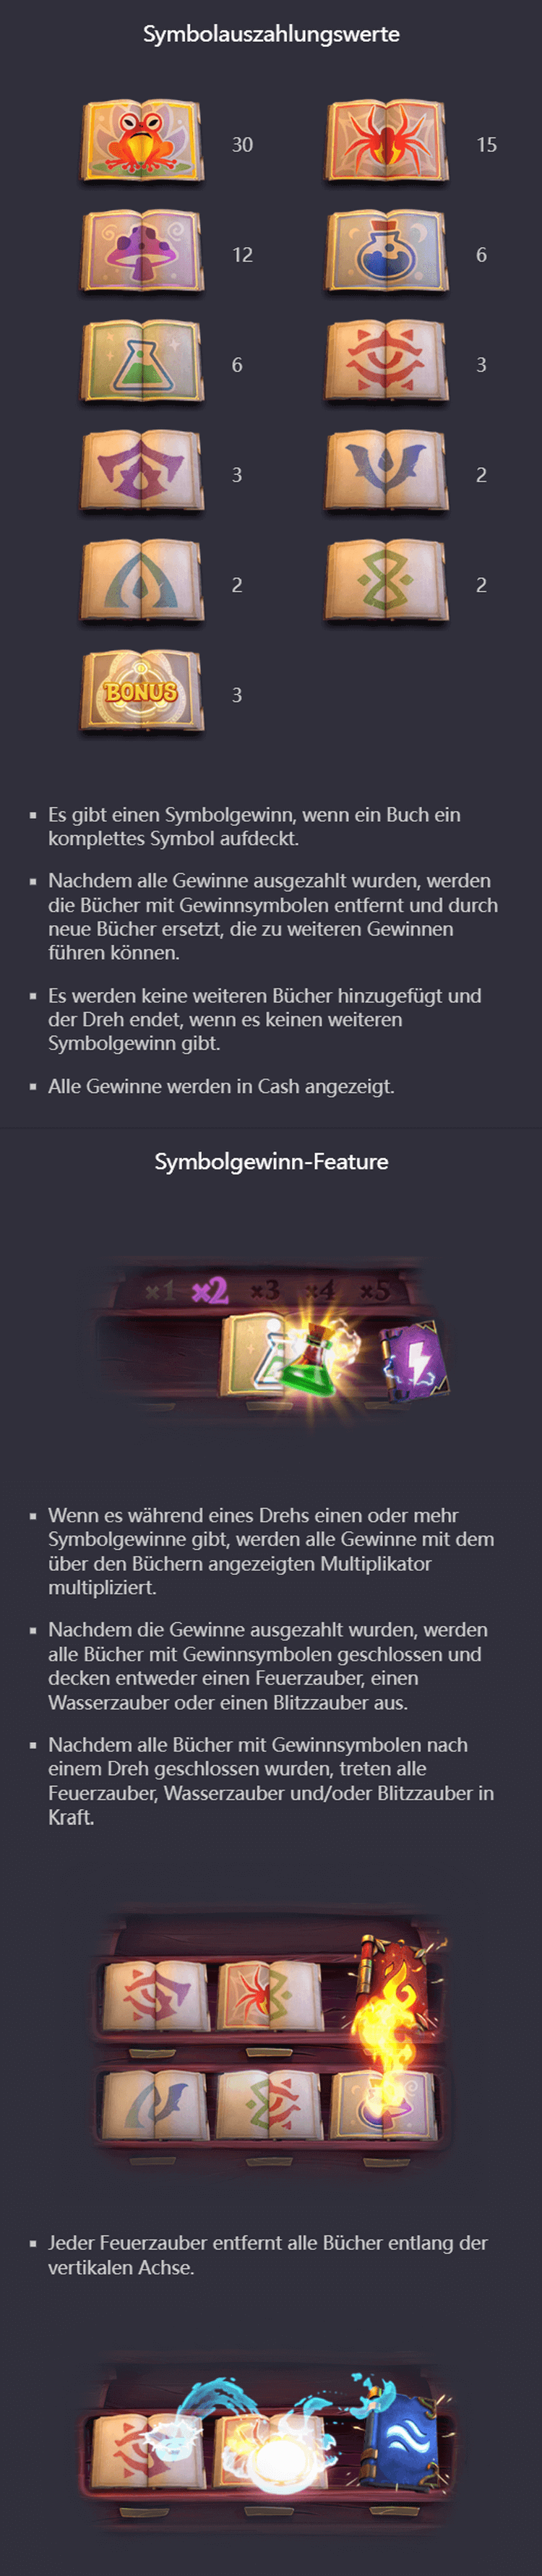 Symbolauszahlungswerte
30
15
12
6
6
3
3
2
2
2
BONUS
3
▪ Es gibt einen Symbolgewinn, wenn ein Buch ein
komplettes Symbol aufdeckt.
▪ Nachdem alle Gewinne ausgezahlt wurden, werden
die Bücher mit Gewinnsymbolen entfernt und durch
neue Bücher ersetzt, die zu weiteren Gewinnen
führen können.
▪ Es werden keine weiteren Bücher hinzugefügt und
der Dreh endet, wenn es keinen weiteren
Symbolgewinn gibt.
▪ Alle Gewinne werden in Cash angezeigt.
Symbolgewinn-Feature
x1 x2 x3 x4 x5
▪ Wenn es während eines Drehs einen oder mehr
Symbolgewinne gibt, werden alle Gewinne mit dem
über den Büchern angezeigten Multiplikator
multipliziert.
▪ Nachdem die Gewinne ausgezahlt wurden, werden
alle Bücher mit Gewinnsymbolen geschlossen und
decken entweder einen Feuerzauber, einen
Wasserzauber oder einen Blitzzauber aus.
▪ Nachdem alle Bücher mit Gewinnsymbolen nach
einem Dreh geschlossen wurden, treten alle
Feuerzauber, Wasserzauber und/oder Blitzzauber in
Kraft.
▪ Jeder Feuerzauber entfernt alle Bücher entlang der
vertikalen Achse.